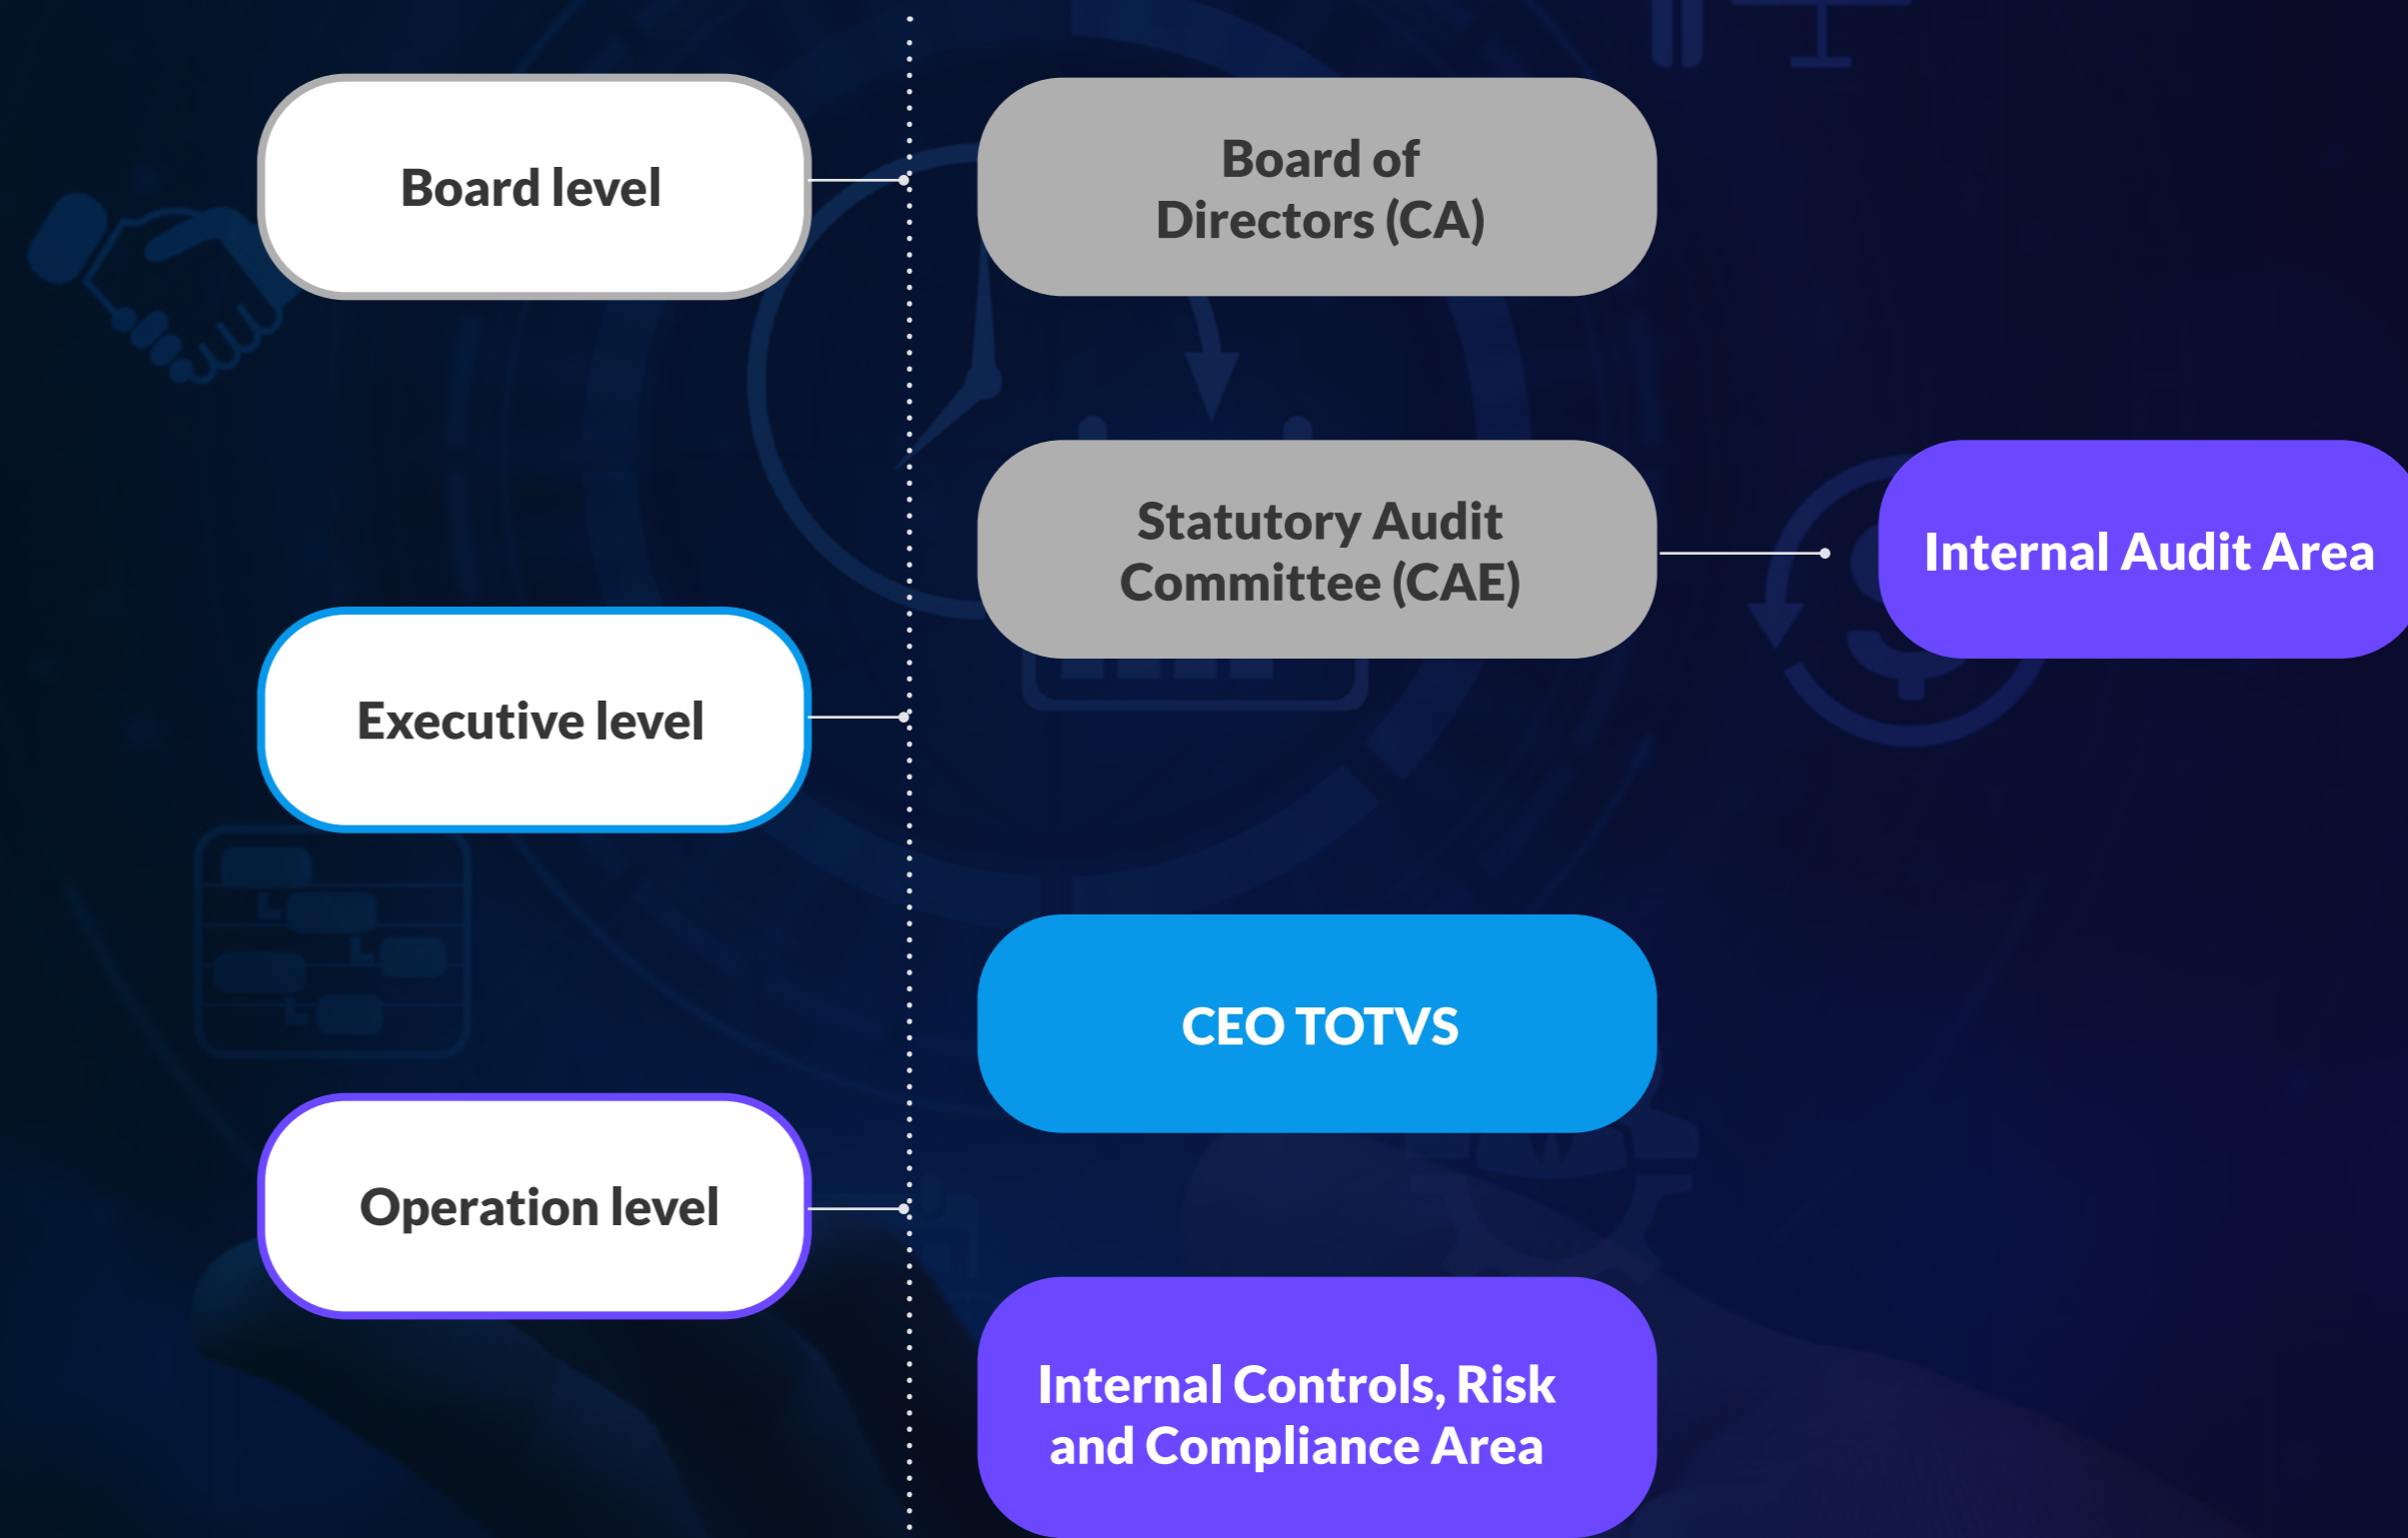 Board level
Board of
Directors (CA)
Statutory Audit
Committee (CAE)
Internal Audit Area
Executive level
CEO TOTVS
Operation level
Internal Controls, Risk
and Compliance Area